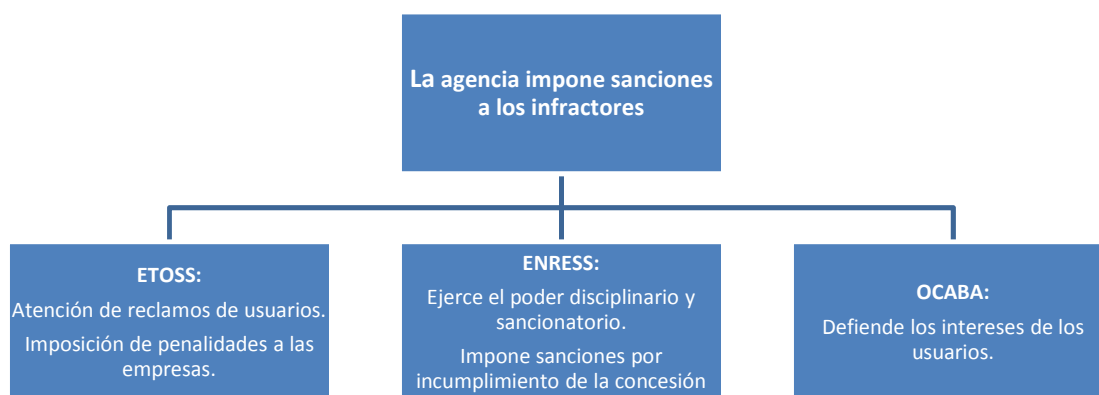 La agencia impone sanciones
a los infractores
ETOSS:
Atención de reclamos de usuarios.
Imposición de penalidades a las
empresas.
ENRESS:
Ejerce el poder disciplinario y
sancionatorio.
Impone sanciones por
incumplimiento de la concesión
OCABA:
Defiende los intereses de los
usuarios.